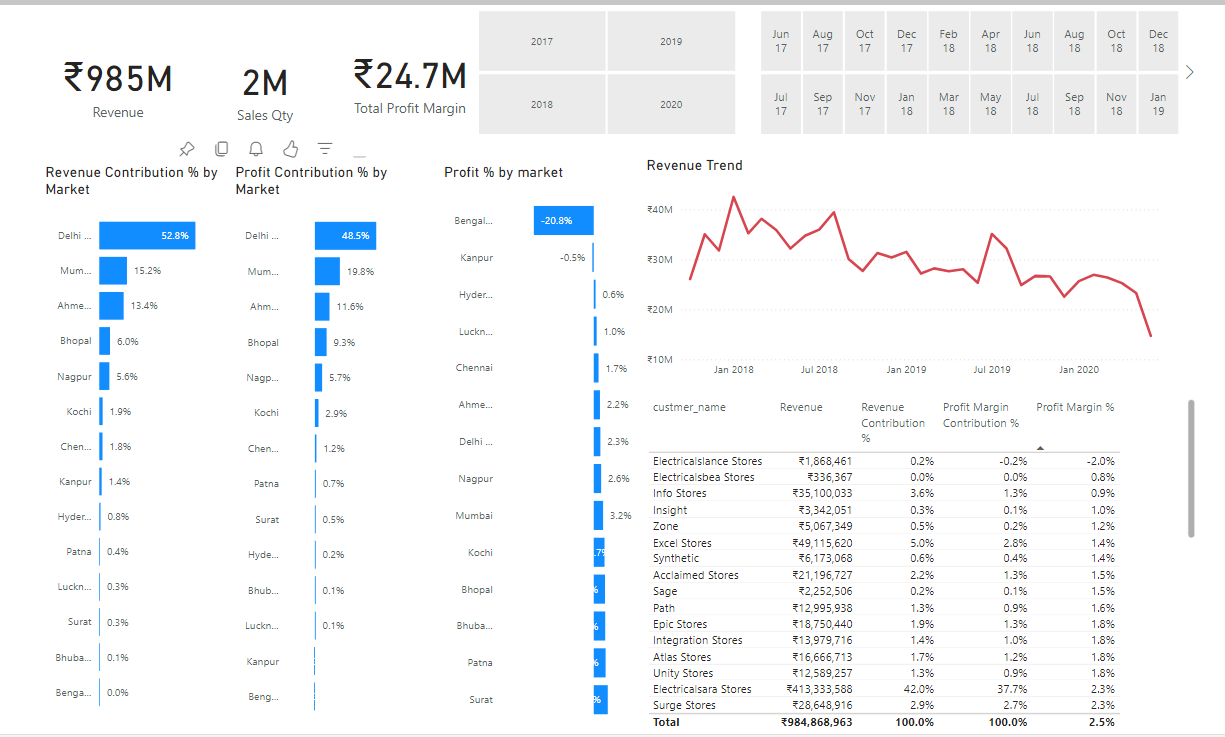 ₹985M
Revenue
2M
Sales Qty
₹24.7M
Total Profit Margin
2017
2019
2018
2020
Jun 17
Aug 17
Oct 17
Dec 17
Feb 18
Apr 18
Jun 18
Aug 18
Oct 18
Dec 18
Jul 17
Sep 17
Nov 17
Jan 18
Mar 18
May 18
Jul 18
Sep 18
Nov 18
Jan 19
Revenue Contribution % by
Market
Delhi ... 52.8%
Mum... 15.2%
Ahme... 13.4%
Bhopal 6.0%
Nagpur 5.6%
Kochi 1.9%
Chen... 1.8%
Kanpur 1.4%
Hyder... 0.8%
Patna 0.4%
Luckn... 0.3%
Surat 0.3%
Bhuba... 0.1%
Benga... 0.0%
Profit Contribution % by
Market
Delhi ... 48.5%
Mum... 19.8%
Ahm... 11.6%
Bhopal 9.3%
Nagp... 5.7%
Kochi 2.9%
Chen... 1.2%
Patna 0.7%
Surat 0.5%
Hyde... 0.2%
Bhub... 0.1%
Luckn... 0.1%
Kanpur
Beng...
Profit % by market
Bengal... -20.8%
Kanpur -0.5%
Hyder... 0.6%
Luckn... 1.0%
Chennai 1.7%
Ahme... 2.2%
Delhi ... 2.3%
Nagpur 2.6%
Mumbai 3.2%
Kochi
Bhopal %
Bhuba... %
Patna %
Surat %
Revenue Trend
₹40M
₹30M
₹20M
₹10M
Jan 2018 Jul 2018 Jan 2019 Jul 2019 Jan 2020
custmer_name Revenue Revenue Contribution % Profit Margin Contribution % Profit Margin %
Electricalslance Stores ₹1,868,461 0.2% -0.2% -2.0%
Electricalsbea Stores ₹336,367 0.0% 0.0% 0.8%
Info Stores ₹35,100,033 3.6% 1.3% 0.9%
Insight ₹3,342,051 0.3% 0.1% 1.0%
Zone ₹5,067,349 0.5% 0.2% 1.2%
Excel Stores ₹49,115,620 5.0% 2.8% 1.4%
Synthetic ₹6,173,068 0.6% 0.4% 1.4%
Acclaimed Stores ₹21,196,727 2.2% 1.3% 1.5%
Sage ₹2,252,506 0.2% 0.1% 1.5%
Path ₹12,995,938 1.3% 0.9% 1.6%
Epic Stores ₹18,750,440 1.9% 1.3% 1.8%
Integration Stores ₹13,979,716 1.4% 1.0% 1.8%
Atlas Stores ₹16,666,713 1.7% 1.2% 1.8%
Unity Stores ₹12,589,257 1.3% 0.9% 1.8%
Electricalsara Stores ₹413,333,588 42.0% 37.7% 2.3%
Surge Stores ₹28,648,916 2.9% 2.7% 2.3%
Total ₹984,868,963 100.0% 100.0% 2.5%